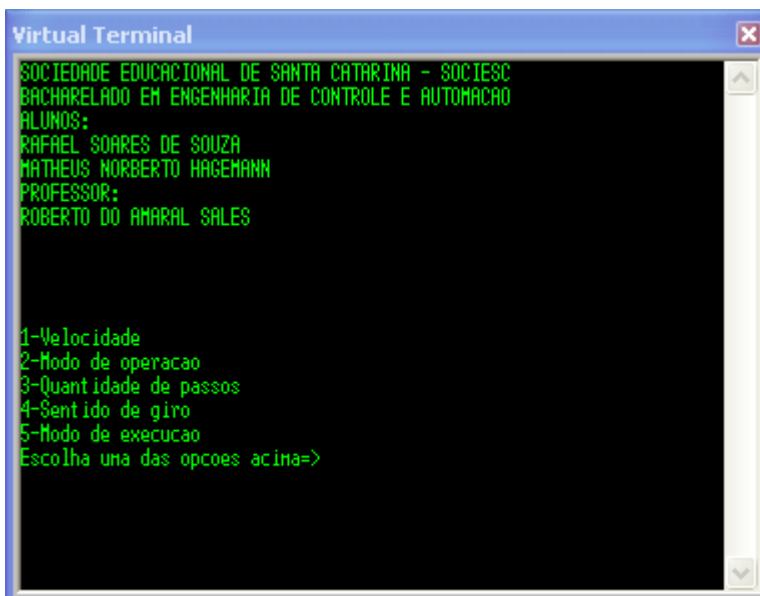 Virtual Terminal
SOCIEDADE EDUCACIONAL DE SANTA CATARINA - SOCIESC
BACHARELADO EM ENGENHARIA DE CONTROLE E AUTOMACAO
ALUNOS:
RAFAEL SOARES DE SOUZA
MATHEUS NORBERTO HAGEMANN
PROFESSOR:
ROBERTO DO AMARAL SALES
1-Velocidade
2-Modo de operacao
3-Quantidade de passos
4-Sentido de giro
5-Modo de execucao
Escolha uma das opcoes acima=>